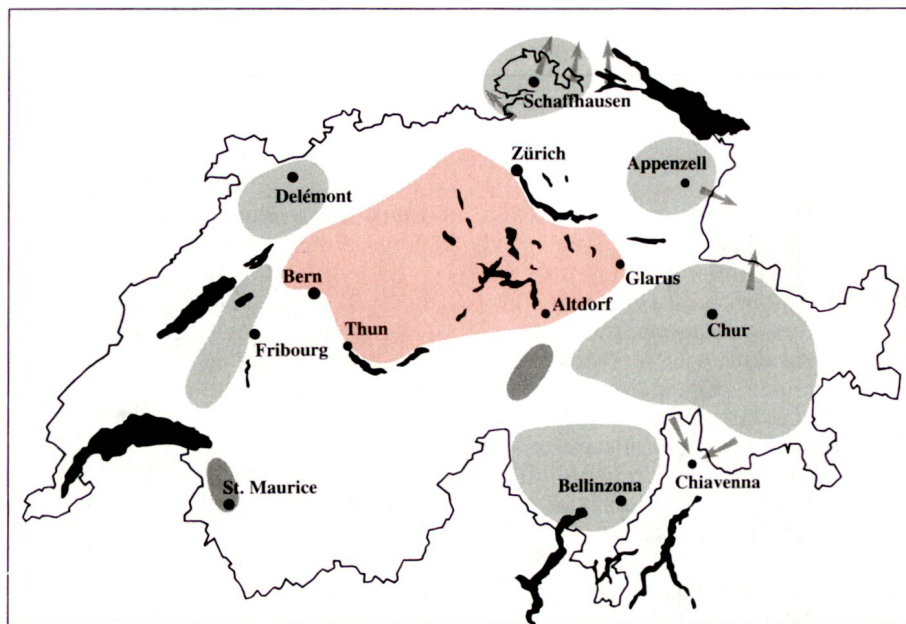 Schaffhausen
Zürich
Appenzell
Delémont
Bern
Glarus
Altdorf
Chur
Thun
Fribourg
St. Maurice
Bellinzona
Chiavenna